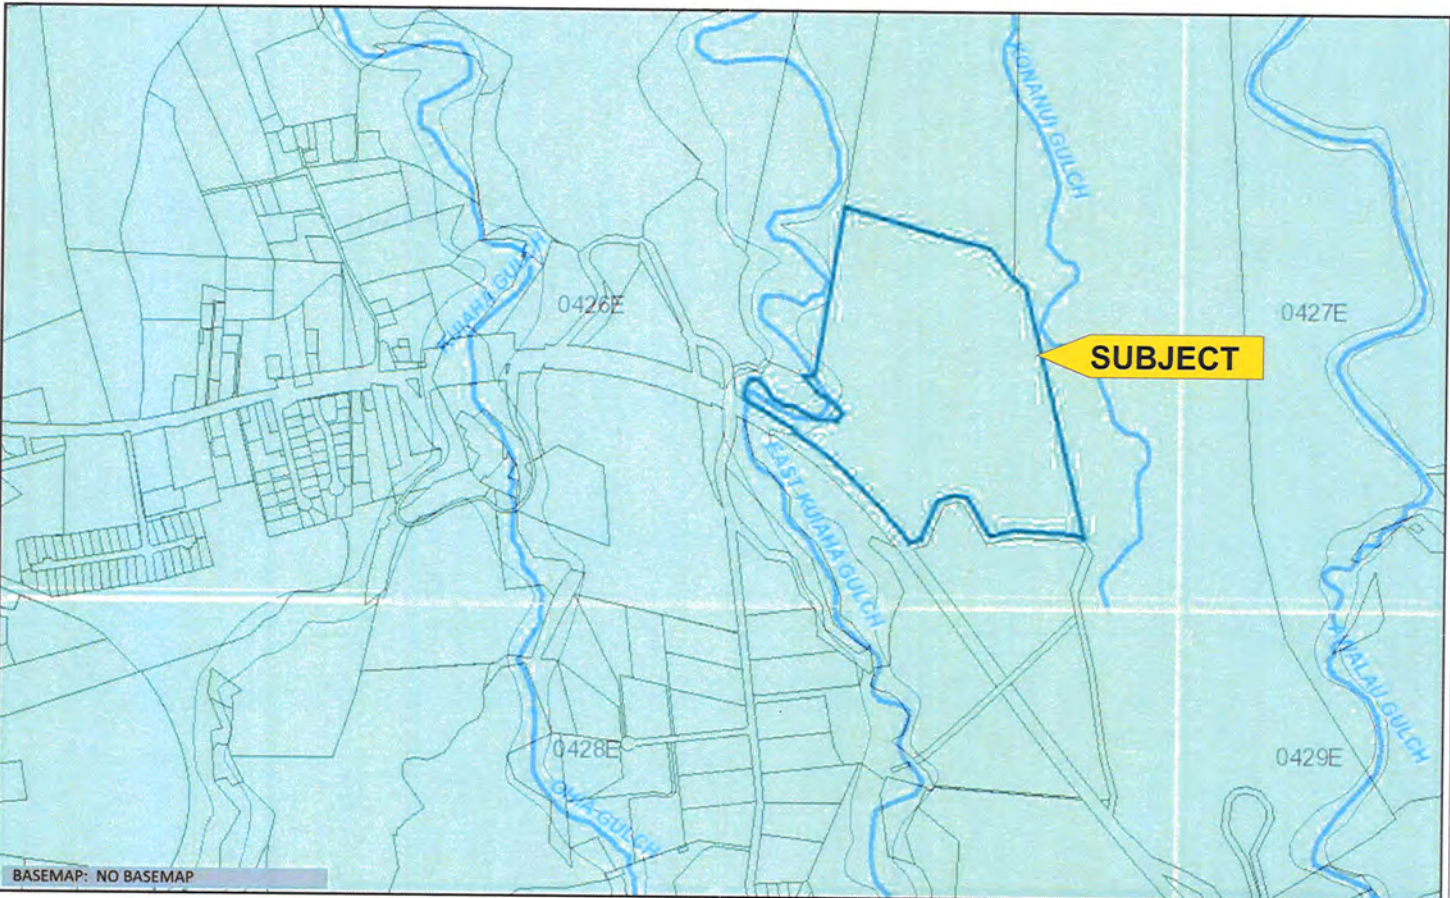 KONANUI GULCH
KUIAHA GULCH
0426E
0427E
SUBJECT
EAST KUIAHA GULCH
0428E
0429E
OHIA GULCH
BASEMAP: NO BASEMAP